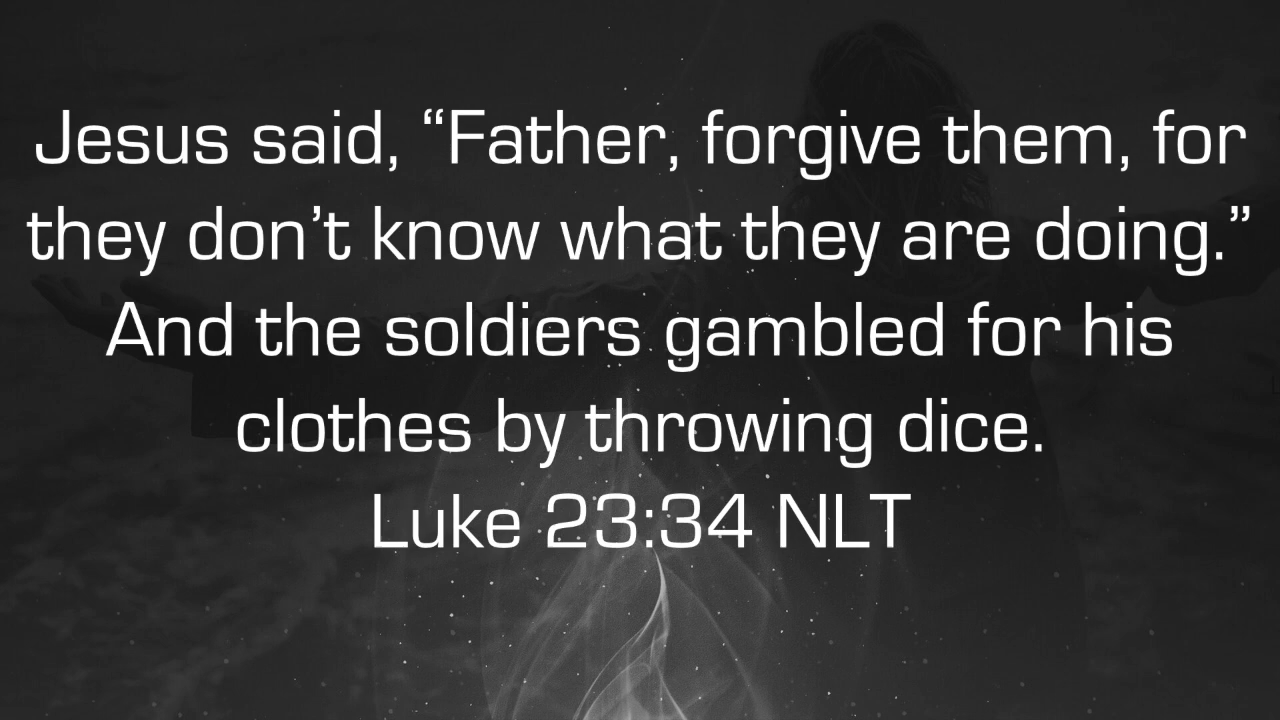 Jesus said, “Father, forgive them, for
they don’t know what they are doing.”
And the soldiers gambled for his
clothes by throwing dice.
Luke 23:34 NLT